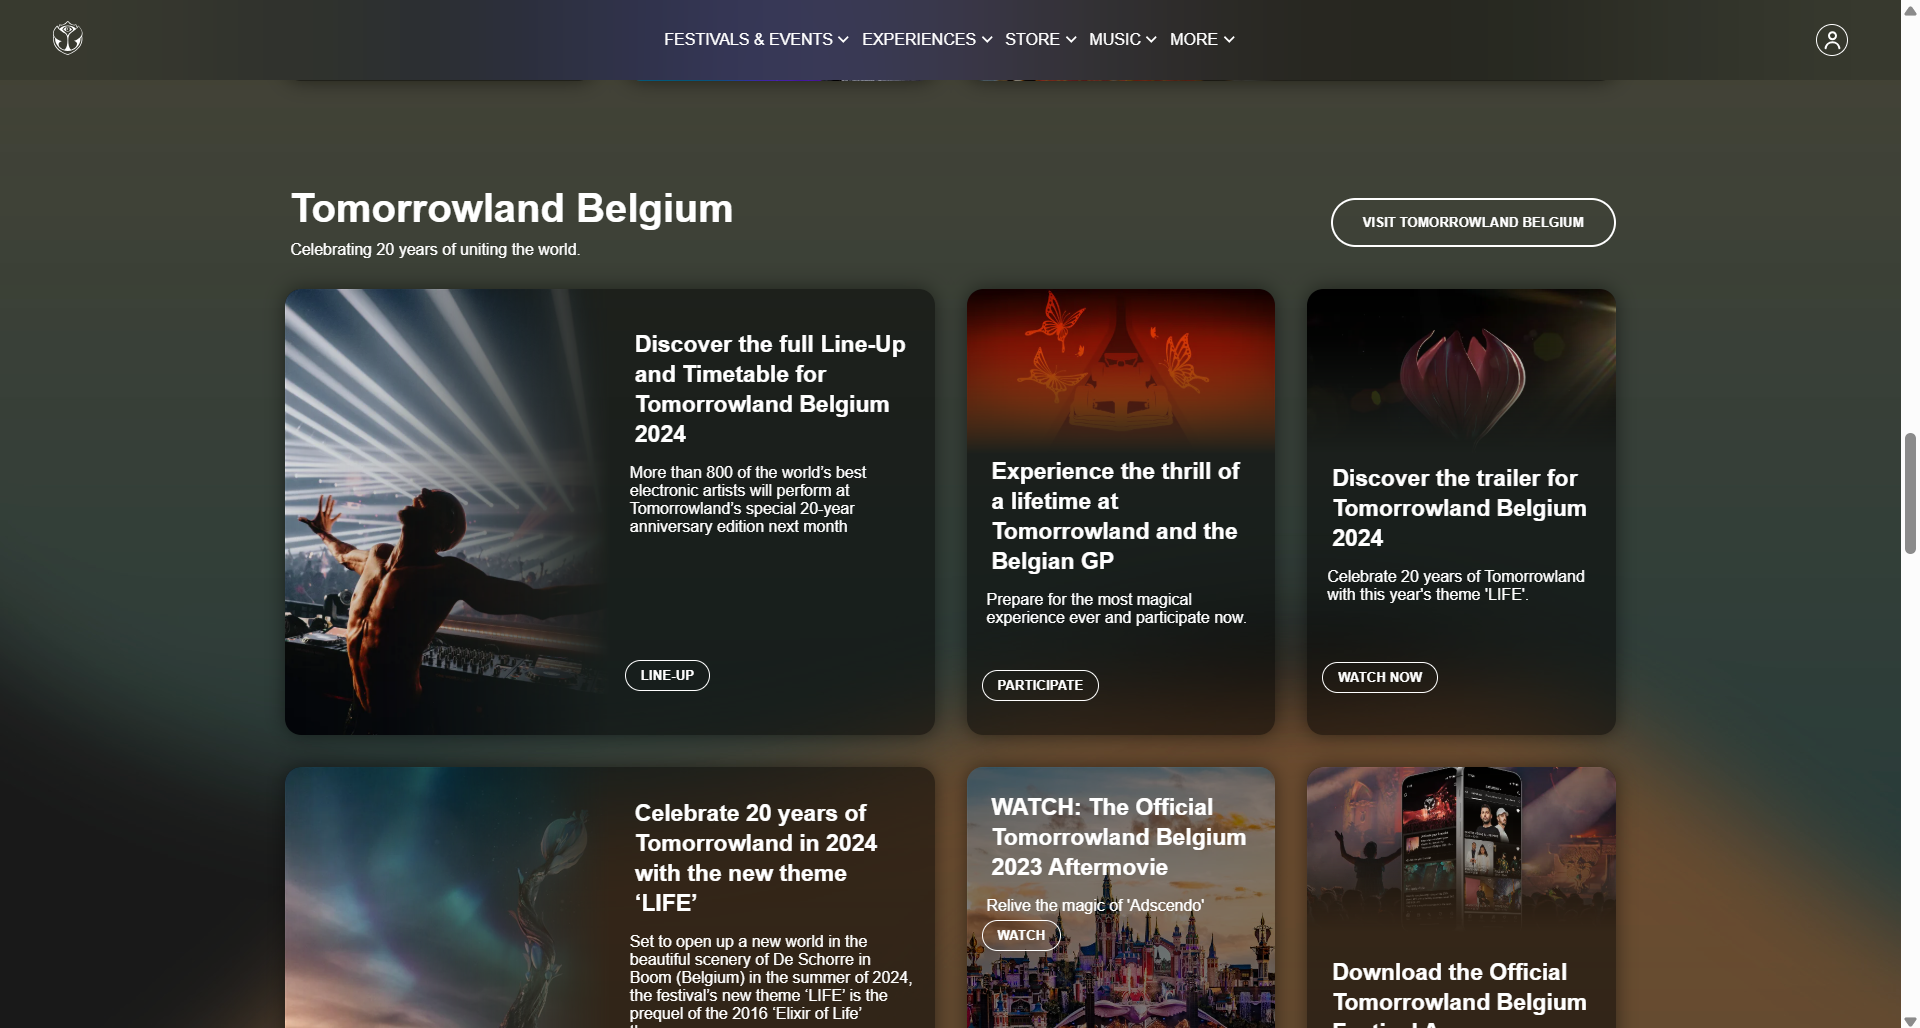 FESTIVALS & EVENTS EXPERIENCES STORE MUSIC MORE
Tomorrowland Belgium
Celebrating 20 years of uniting the world.
VISIT TOMORROWLAND BELGIUM
Discover the full Line-Up
and Timetable for
Tomorrowland Belgium
2024
More than 800 of the world’s best
electronic artists will perform at
Tomorrowland’s special 20-year
anniversary edition next month
LINE-UP
Experience the thrill of
a lifetime at
Tomorrowland and the
Belgian GP
Prepare for the most magical
experience ever and participate now.
PARTICIPATE
Discover the trailer for
Tomorrowland Belgium
2024
Celebrate 20 years of Tomorrowland
with this year's theme 'LIFE'.
WATCH NOW
Celebrate 20 years of
Tomorrowland in 2024
with the new theme
‘LIFE’
Set to open up a new world in the
beautiful scenery of De Schorre in
Boom (Belgium) in the summer of 2024,
the festival’s new theme ‘LIFE’ is the
prequel of the 2016 ‘Elixir of Life’
WATCH: The Official
Tomorrowland Belgium
2023 Aftermovie
Relive the magic of 'Adscendo'
WATCH
Download the Official
Tomorrowland Belgium